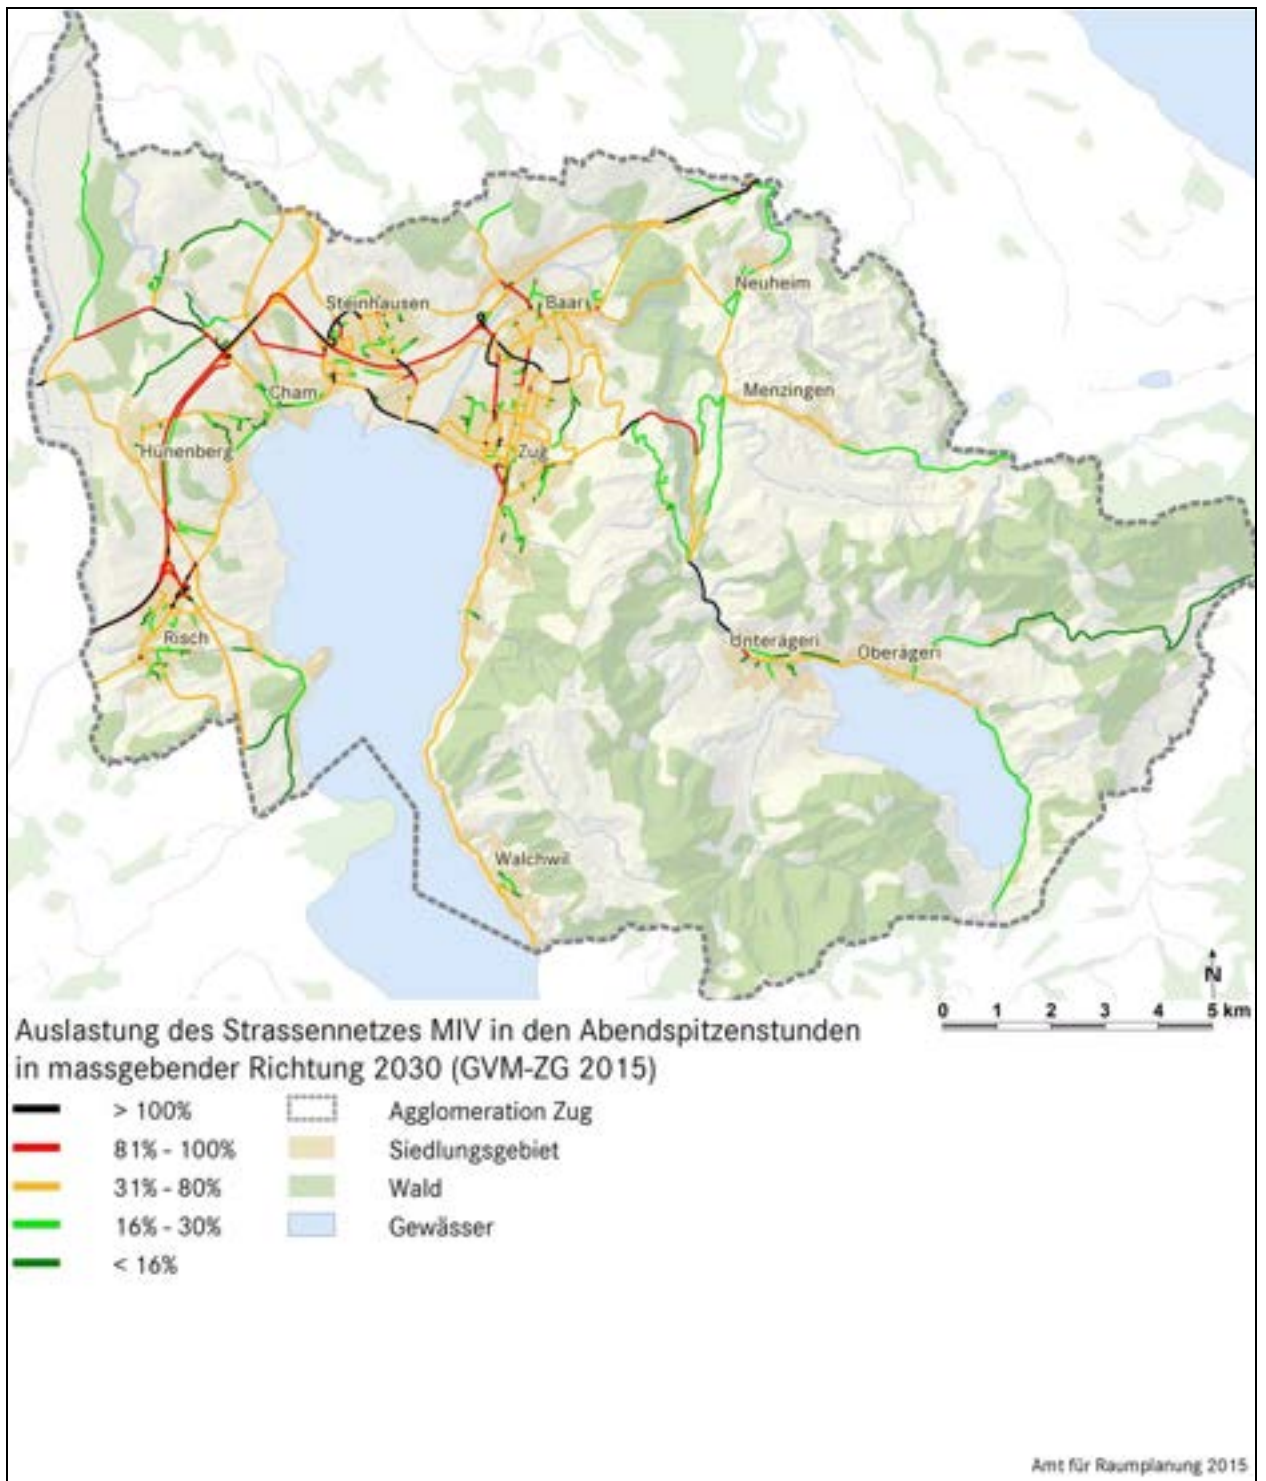 Neuheim
Steinhausen
Baar
Menzingen
Cham
Hünenberg
Zug
Risch
Unterägeri
Oberägeri
Walchwil
N
0 1 2 3 4 5 km
Auslastung des Strassennetzes MIV in den Abendspitzenstunden
in massgebender Richtung 2030 (GVM-ZG 2015)
> 100% Agglomeration Zug
81% - 100% Siedlungsgebiet
31% - 80% Wald
16% - 30% Gewässer
< 16%
Amt für Raumplanung 2015